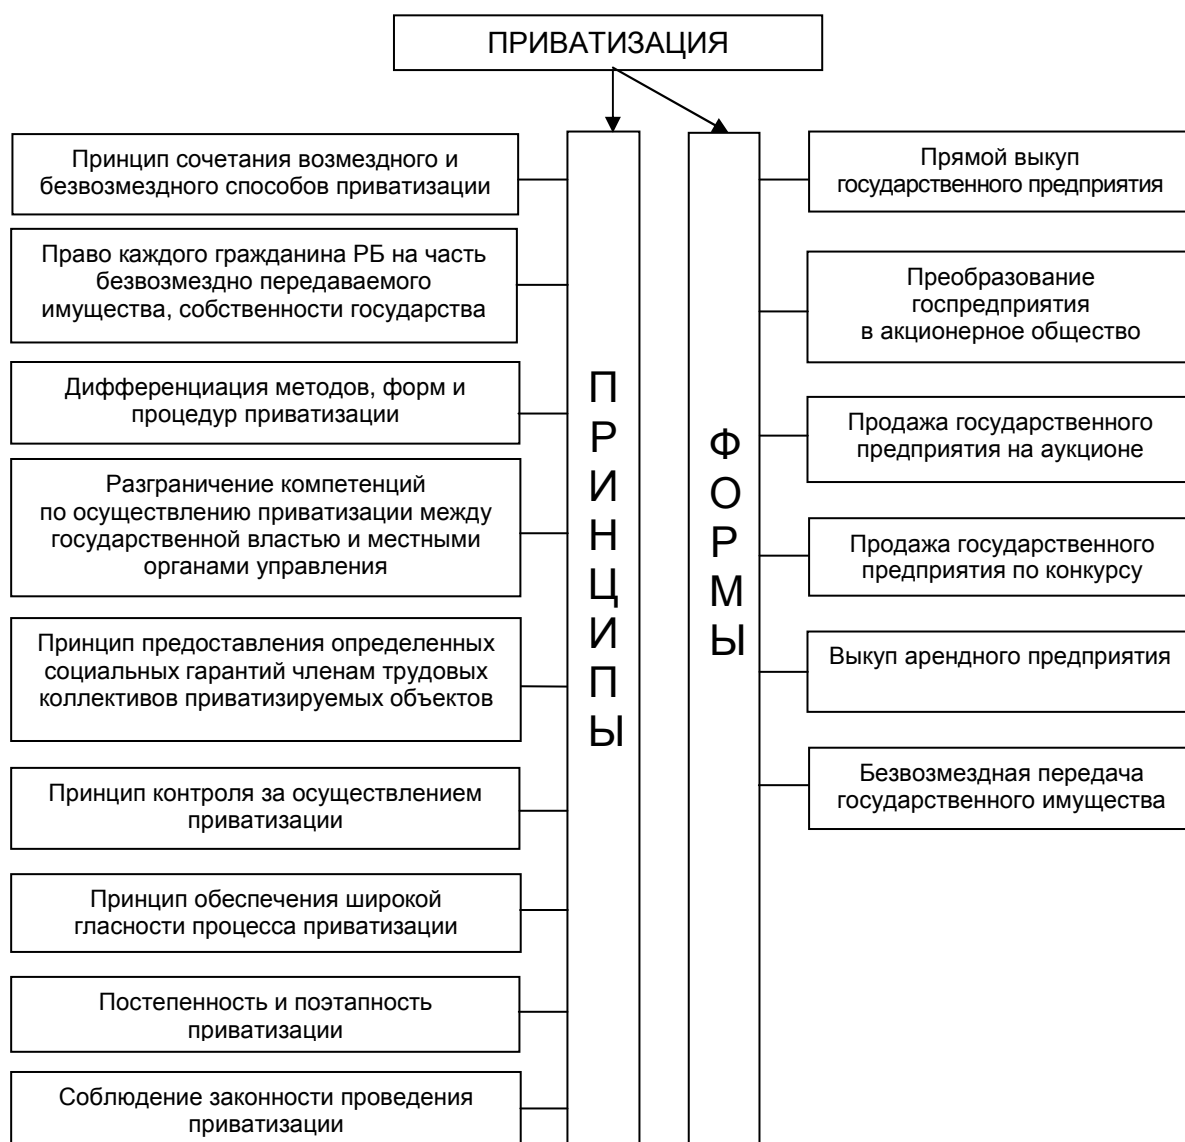 ПРИВАТИЗАЦИЯ
Принцип сочетания возмездного и
безвозмездного способов приватизации
Право каждого гражданина РБ на часть
безвозмездно передаваемого
имущества, собственности государства
Дифференциация методов, форм и
процедур приватизации
Разграничение компетенций
по осуществлению приватизации между
государственной властью и местными
органами управления
Принцип предоставления определенных
социальных гарантий членам трудовых
коллективов приватизируемых объектов
Принцип контроля за осуществлением
приватизации
Принцип обеспечения широкой
гласности процесса приватизации
Постепенность и поэтапность
приватизации
Соблюдение законности проведения
приватизации
ПРИНЦИПЫ
ФОРМЫ
Прямой выкуп
государственного предприятия
Преобразование
госпредприятия
в акционерное общество
Продажа государственного
предприятия на аукционе
Продажа государственного
предприятия по конкурсу
Выкуп арендного предприятия
Безвозмездная передача
государственного имущества